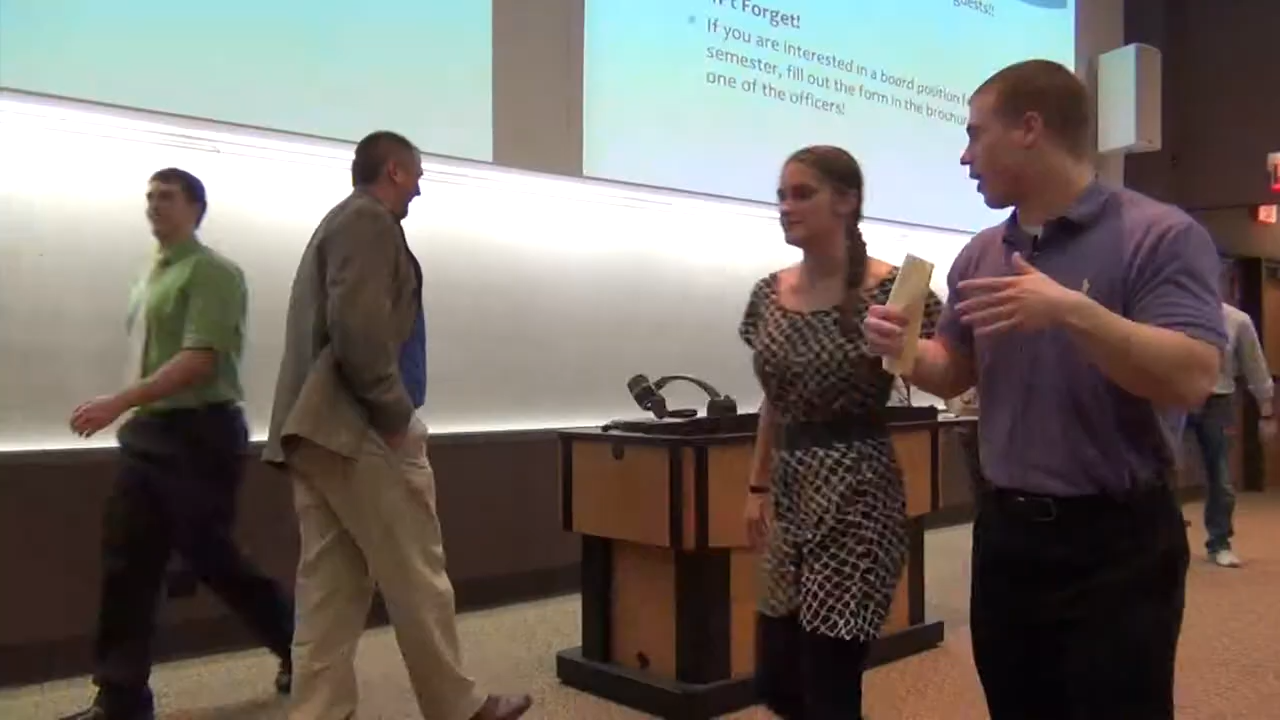 guests!!
Forget!
If you are interested in a board position
semester, fill out the form in the
one of the officers!